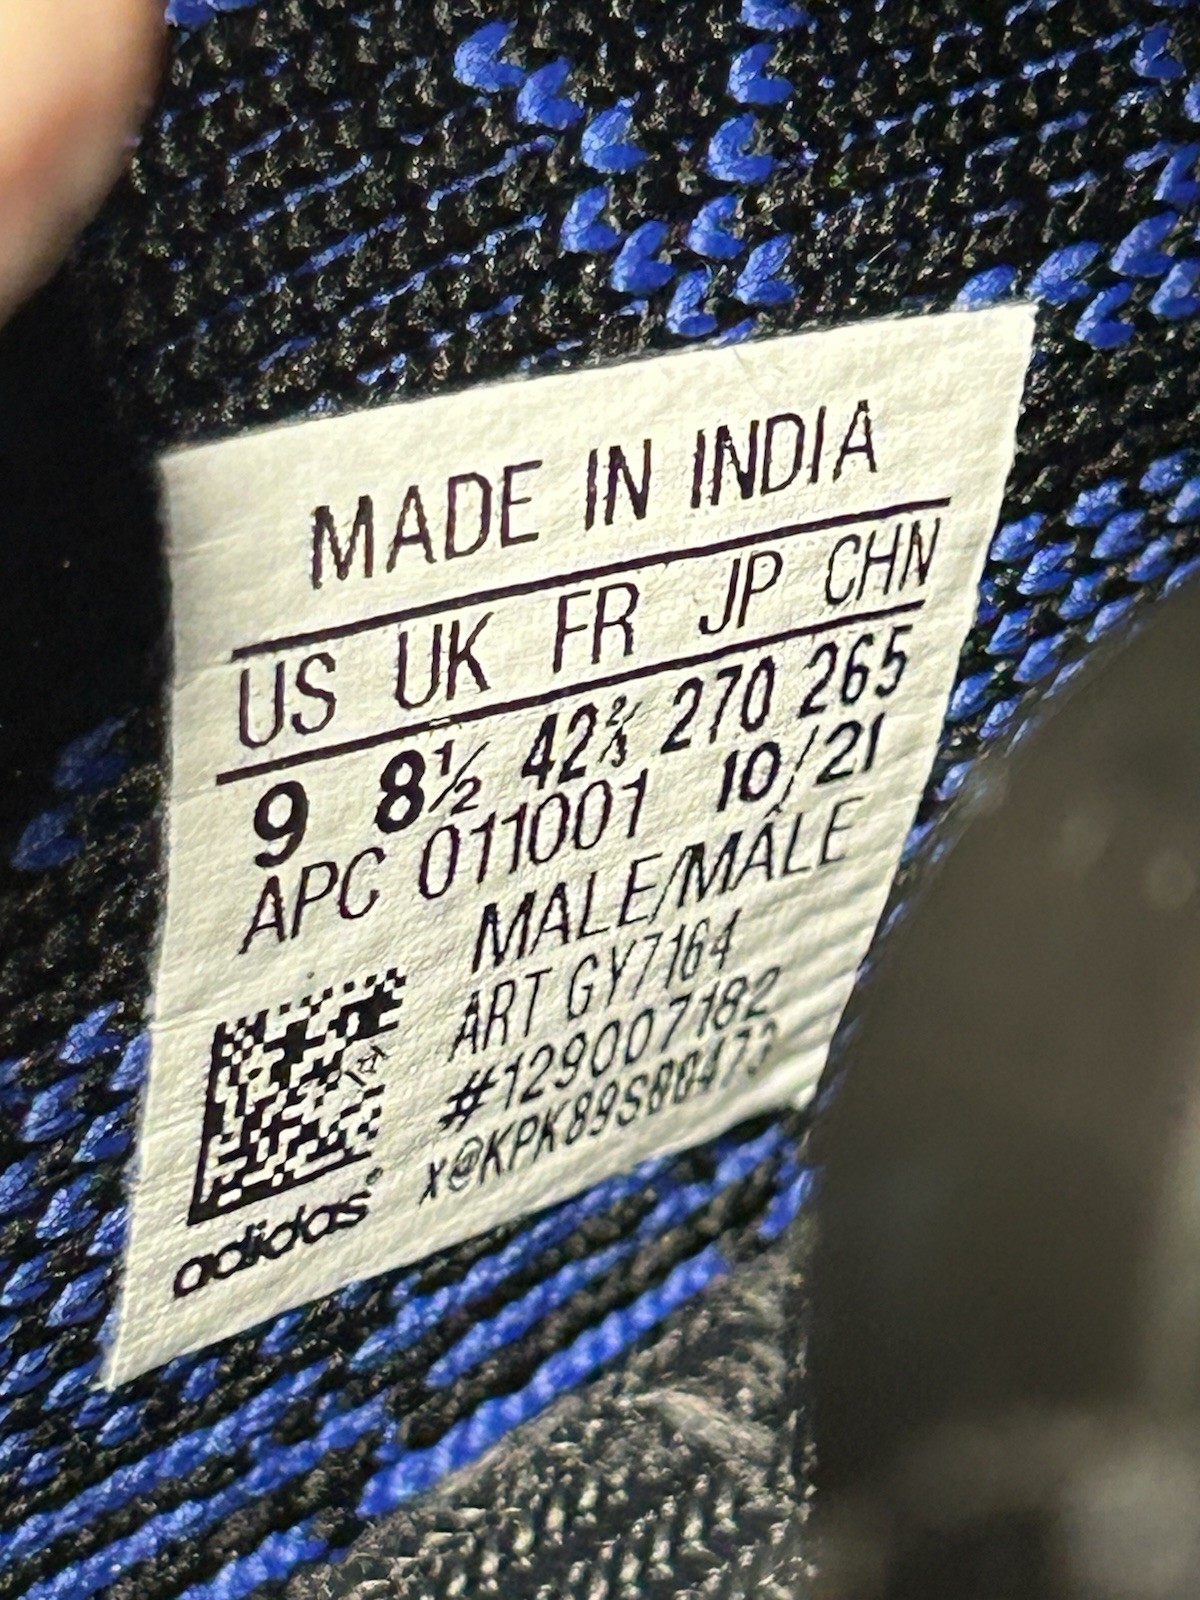 MADE IN INDIA
US UK FR JP CHN
9 8½ 42⅔ 270 265
APC 011001 10/21
MALE/MÂLE
ART GY7164
#129007182
adidas®